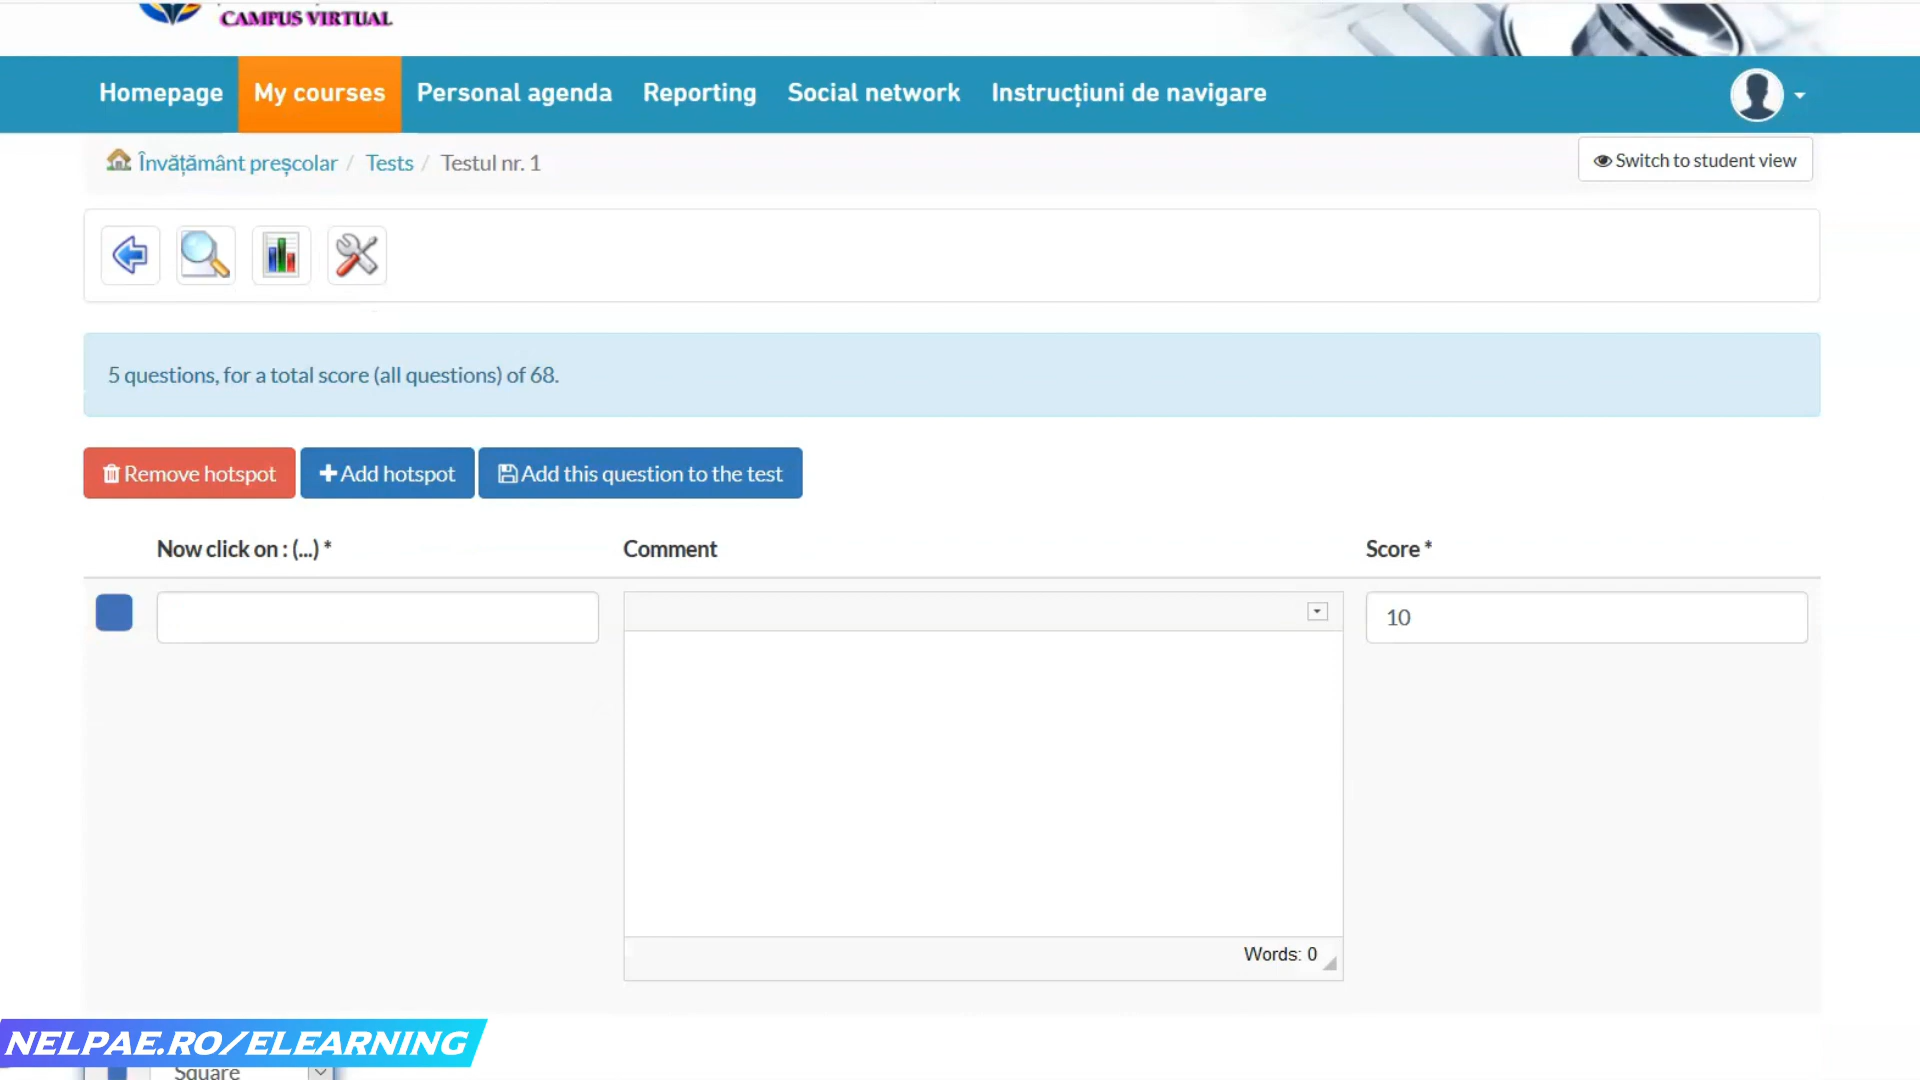 CAMPUS VIRTUAL
Homepage My courses Personal agenda Reporting Social network Instrucțiuni de navigare
Învățământ preșcolar / Tests / Testul nr. 1
Switch to student view
5 questions, for a total score (all questions) of 68.
Remove hotspot Add hotspot Add this question to the test
Now click on : (...) * Comment Score *
10
Words: 0
NELPAE.RO/ELEARNING
Square